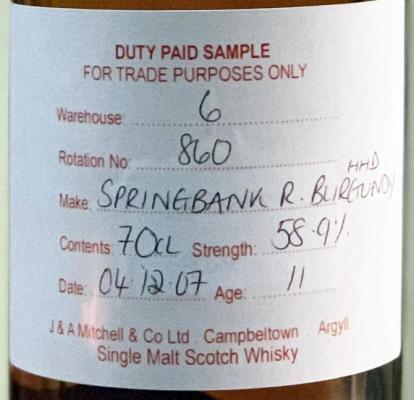 DUTY PAID SAMPLE
FOR TRADE PURPOSES ONLY
Warehouse: 6
Rotation No: 860
HHD
Make: SPRINGBANK R. BURGUNDY
Contents: 70CL Strength: 58.9%
Date: 04.12.07 Age: 11
J & A Mitchell & Co Ltd . Campbeltown . Argyll
Single Malt Scotch Whisky